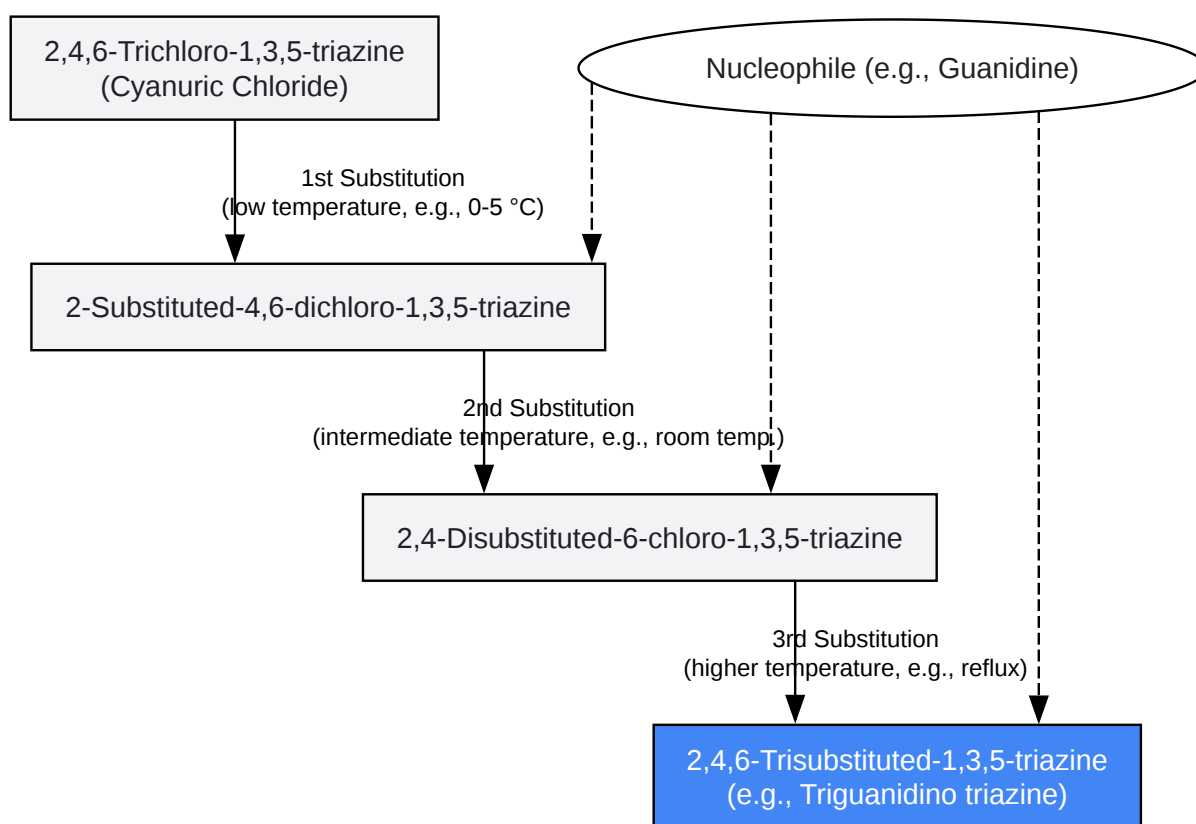 2,4,6-Trichloro-1,3,5-triazine
(Cyanuric Chloride)
Nucleophile (e.g., Guanidine)
1st Substitution
(low temperature, e.g., 0-5 °C)
2-Substituted-4,6-dichloro-1,3,5-triazine
2nd Substitution
(intermediate temperature, e.g., room temp.)
2,4-Disubstituted-6-chloro-1,3,5-triazine
3rd Substitution
(higher temperature, e.g., reflux)
2,4,6-Trisubstituted-1,3,5-triazine
(e.g., Triguanidino triazine)